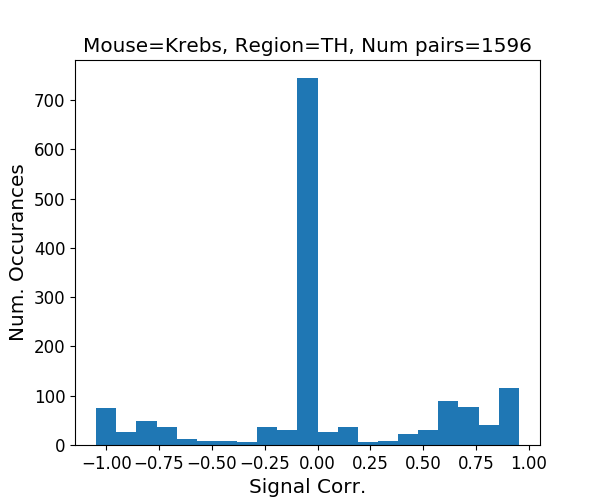 Mouse=Krebs, Region=TH, Num pairs=1596
Num. Occurances
700
600
500
400
300
200
100
0
−1.00 −0.75 −0.50 −0.25 0.00 0.25 0.50 0.75 1.00
Signal Corr.